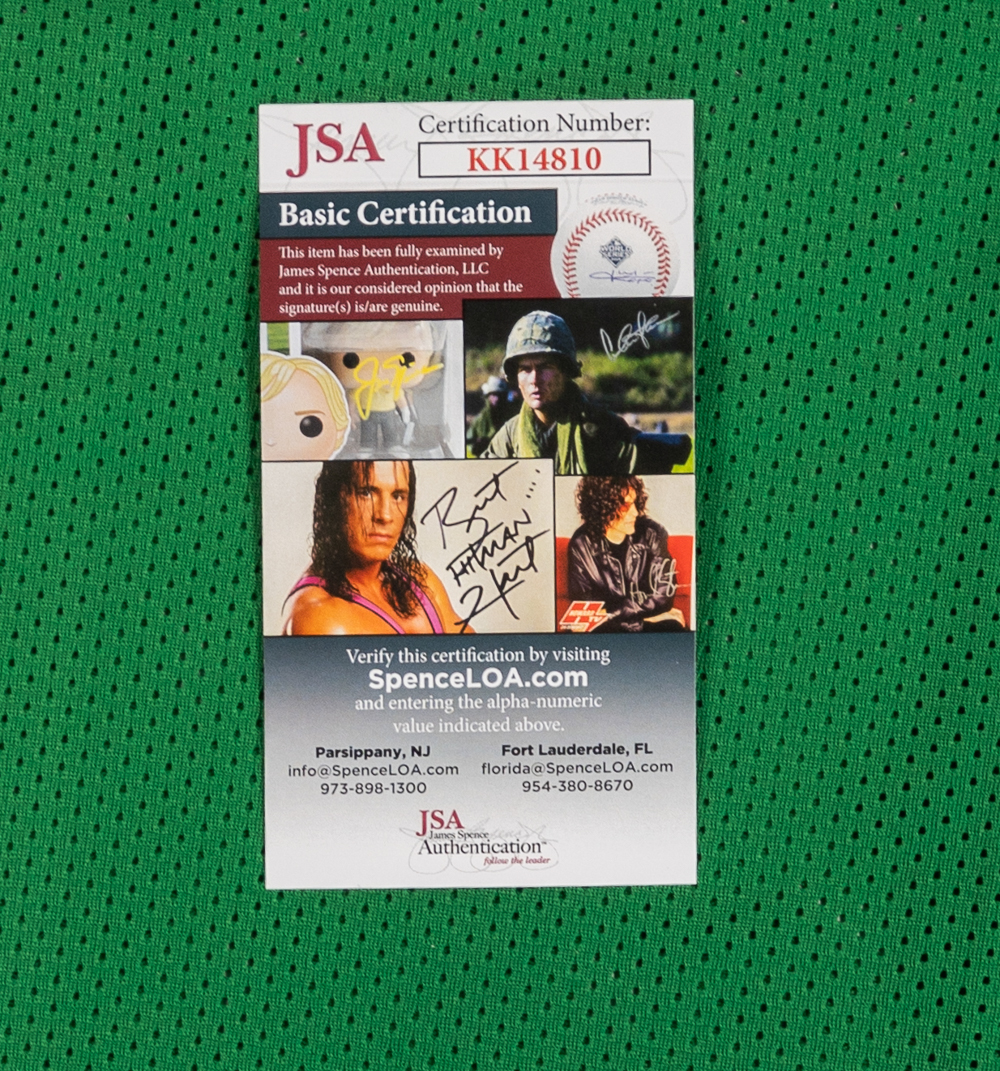 JSA
Certification Number:
KK14810
Basic Certification
This item has been fully examined by
James Spence Authentication, LLC
and it is our considered opinion that the
signature(s) is/are genuine.
WORLD
SERIES
Bret
HITMAN
Hart
Verify this certification by visiting
SpenceLOA.com
and entering the alpha-numeric
value indicated above.
Parsippany, NJ
info@SpenceLOA.com
973-898-1300
Fort Lauderdale, FL
florida@SpenceLOA.com
954-380-8670
JSA
James Spence
Authentication™
follow the leader